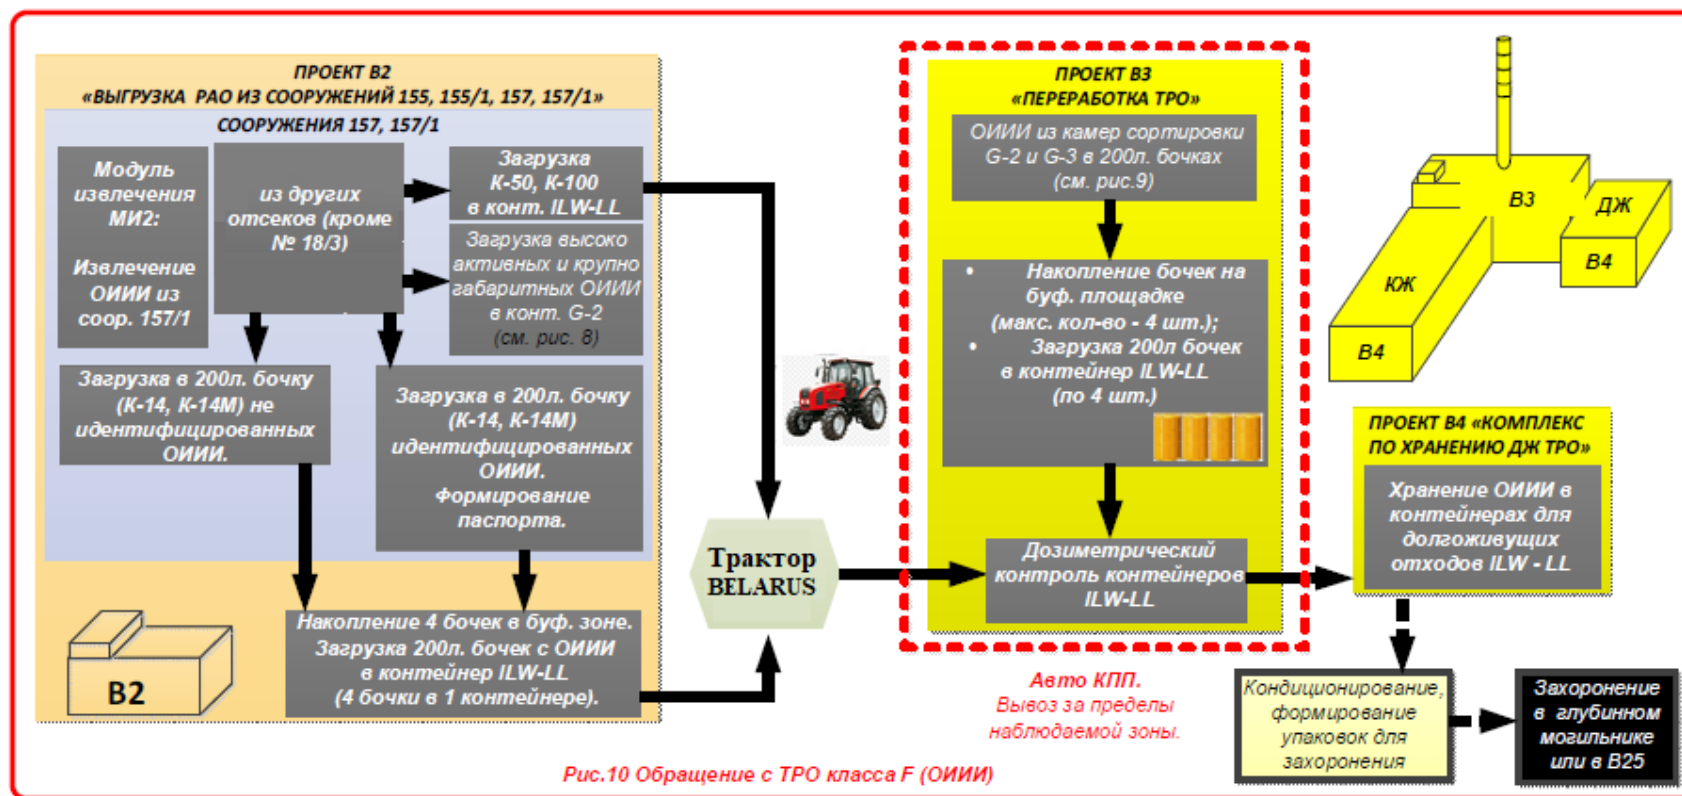 ПРОЕКТ В2
«ВЫГРУЗКА РАО ИЗ СООРУЖЕНИЙ 155, 155/1, 157, 157/1»
СООРУЖЕНИЯ 157, 157/1
Модуль
извлечения
МИ2:
Извлечение
ОИИИ из
соор. 157/1
из других
отсеков (кроме
№ 18/3)
Загрузка
К-50, К-100
в конт. ILW-LL
Загрузка высоко
активных и крупно
габаритных ОИИИ
в конт. G-2
(см. рис. 8)
Загрузка в 200л. бочку
(К-14, К-14М) не
идентифицированных
ОИИИ.
Загрузка в 200л. бочку
(К-14, К-14М)
идентифицированных
ОИИИ.
Формирование
паспорта.
Накопление 4 бочек в буф. зоне.
Загрузка 200л. бочек с ОИИИ
в контейнер ILW-LL
(4 бочки в 1 контейнере).
В2
Трактор
BELARUS
ПРОЕКТ В3
«ПЕРЕРАБОТКА ТРО»
ОИИИ из камер сортировки
G-2 и G-3 в 200л. бочках
(см. рис.9)
• Накопление бочек на
буф. площадке
(макс. кол-во - 4 шт.);
• Загрузка 200л бочек
в контейнер ILW-LL
(по 4 шт.)
Дозиметрический
контроль контейнеров
ILW-LL
Авто КПП.
Вывоз за пределы
наблюдаемой зоны.
В3
ДЖ
В4
КЖ
В4
ПРОЕКТ В4 «КОМПЛЕКС
ПО ХРАНЕНИЮ ДЖ ТРО»
Хранение ОИИИ в
контейнерах для
долгоживущих
отходов ILW - LL
Кондиционирование,
формирование
упаковок для
захоронения
Захоронение
в глубинном
могильнике
или в В25
Рис.10 Обращение с ТРО класса F (ОИИИ)